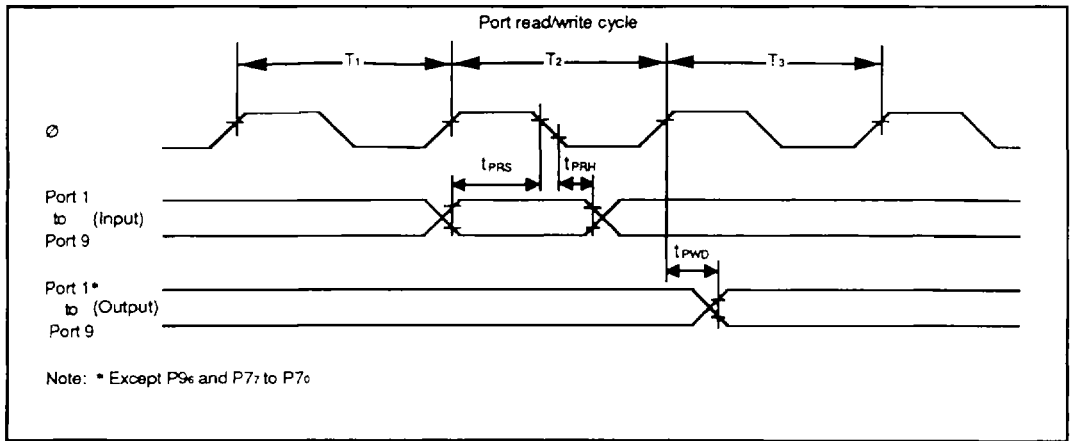 Port read/write cycle
T₁ T₂ T₃
Ø
tPRS tPRH
Port 1
to (Input)
Port 9
tPWD
Port 1*
to (Output)
Port 9
Note: * Except P9₆ and P7₇ to P7₀